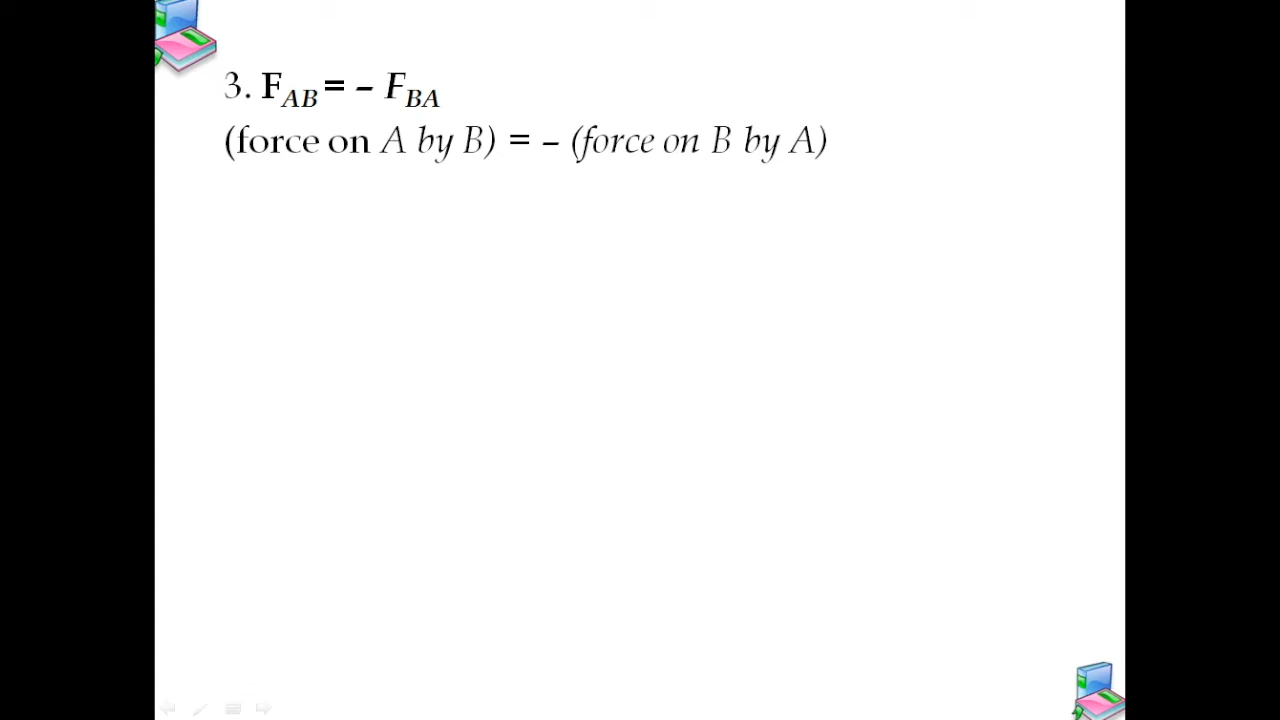 3. F_AB = – F_BA
(force on A by B) = – (force on B by A)